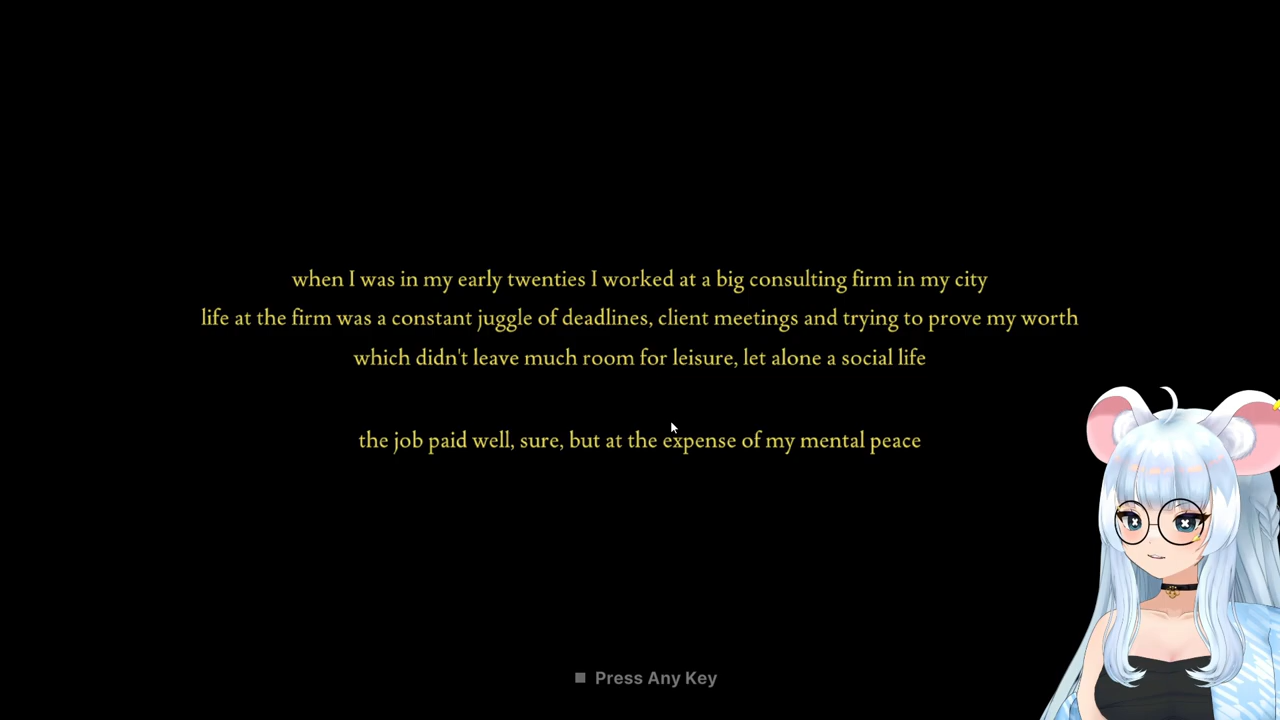 when I was in my early twenties I worked at a big consulting firm in my city
life at the firm was a constant juggle of deadlines, client meetings and trying to prove my worth
which didn't leave much room for leisure, let alone a social life
the job paid well, sure, but at the expense of my mental peace
Press Any Key